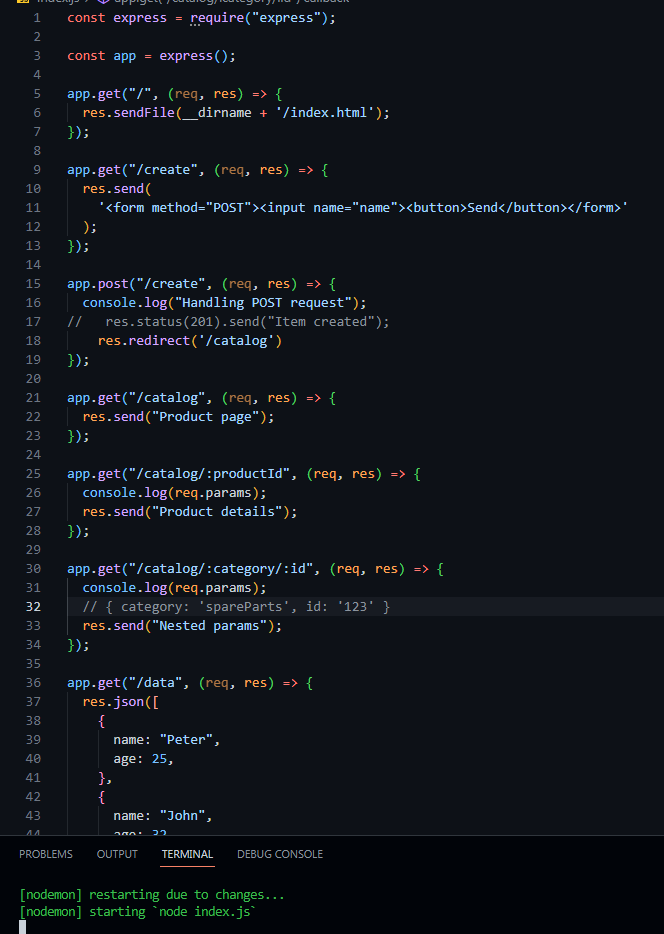 1 const express = require("express");
2
3 const app = express();
4
5 app.get("/", (req, res) => {
6   res.sendFile(__dirname + '/index.html');
7 });
8
9 app.get("/create", (req, res) => {
10   res.send(
11     '<form method="POST"><input name="name"><button>Send</button></form>'
12   );
13 });
14
15 app.post("/create", (req, res) => {
16   console.log("Handling POST request");
17 //   res.status(201).send("Item created");
18     res.redirect('/catalog')
19 });
20
21 app.get("/catalog", (req, res) => {
22   res.send("Product page");
23 });
24
25 app.get("/catalog/:productId", (req, res) => {
26   console.log(req.params);
27   res.send("Product details");
28 });
29
30 app.get("/catalog/:category/:id", (req, res) => {
31   console.log(req.params);
32   // { category: 'spareParts', id: '123' }
33   res.send("Nested params");
34 });
35
36 app.get("/data", (req, res) => {
37   res.json([
38     {
39       name: "Peter",
40       age: 25,
41     },
42     {
43       name: "John",
44       age: 32
PROBLEMS OUTPUT TERMINAL DEBUG CONSOLE
[nodemon] restarting due to changes...
[nodemon] starting `node index.js`